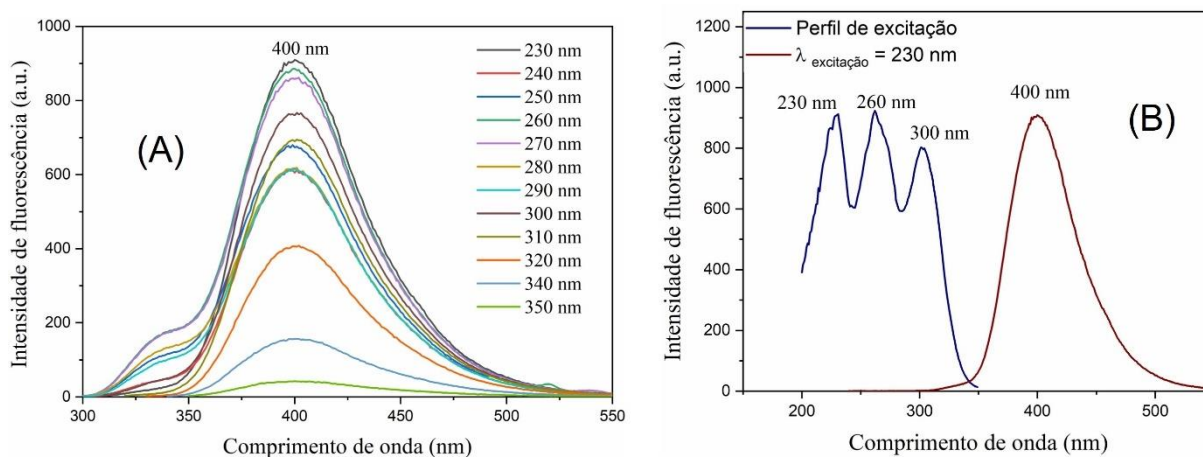 Intensidade de fluorescência (a.u.)
1000
800
600
400
200
0
400 nm
(A)
230 nm
240 nm
250 nm
260 nm
270 nm
280 nm
290 nm
300 nm
310 nm
320 nm
340 nm
350 nm
300 350 400 450 500 550
Comprimento de onda (nm)
Intensidade de fluorescência (a.u.)
1200
1000
800
600
400
200
0
Perfil de excitação
λ excitação = 230 nm
230 nm
260 nm
300 nm
400 nm
(B)
200 300 400 500
Comprimento de onda (nm)